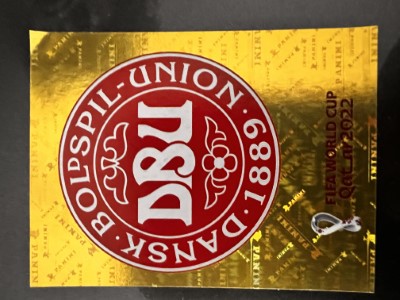 DANSK · BOLDSPIL-UNION · 1889 ·
DBU
FIFA WORLD CUP
Qatar2022
PANINI